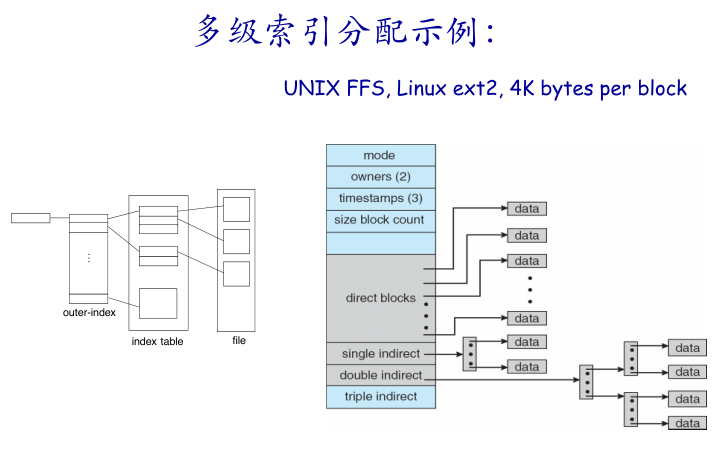 多级索引分配示例：
UNIX FFS, Linux ext2, 4K bytes per block
outer-index
index table
file
mode
owners (2)
timestamps (3)
size block count
direct blocks
single indirect
double indirect
triple indirect
data
data
data
data
data
data
data
data
data
data